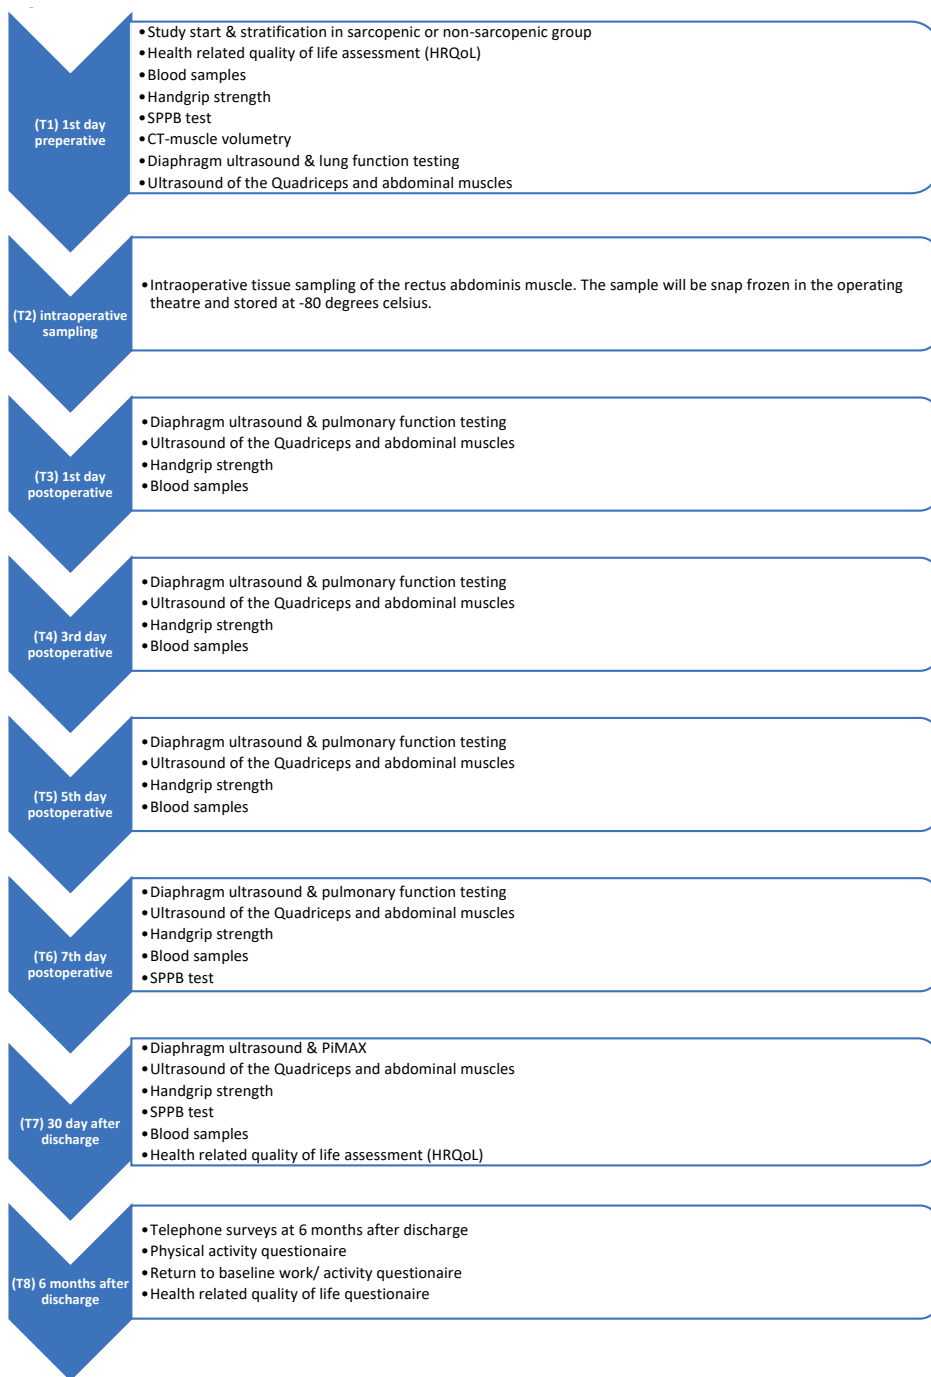 (T1) 1st day
preperative
•Study start & stratification in sarcopenic or non-sarcopenic group
•Health related quality of life assessment (HRQoL)
•Blood samples
•Handgrip strength
•SPPB test
•CT-muscle volumetry
•Diaphragm ultrasound & lung function testing
•Ultrasound of the Quadriceps and abdominal muscles
(T2) intraoperative
sampling
•Intraoperative tissue sampling of the rectus abdominis muscle. The sample will be snap frozen in the operating
theatre and stored at -80 degrees celsius.
(T3) 1st day
postoperative
•Diaphragm ultrasound & pulmonary function testing
•Ultrasound of the Quadriceps and abdominal muscles
•Handgrip strength
•Blood samples
(T4) 3rd day
postoperative
•Diaphragm ultrasound & pulmonary function testing
•Ultrasound of the Quadriceps and abdominal muscles
•Handgrip strength
•Blood samples
(T5) 5th day
postoperative
•Diaphragm ultrasound & pulmonary function testing
•Ultrasound of the Quadriceps and abdominal muscles
•Handgrip strength
•Blood samples
(T6) 7th day
postoperative
•Diaphragm ultrasound & pulmonary function testing
•Ultrasound of the Quadriceps and abdominal muscles
•Handgrip strength
•Blood samples
•SPPB test
(T7) 30 day after
discharge
•Diaphragm ultrasound & PiMAX
•Ultrasound of the Quadriceps and abdominal muscles
•Handgrip strength
•SPPB test
•Blood samples
•Health related quality of life assessment (HRQoL)
(T8) 6 months after
discharge
•Telephone surveys at 6 months after discharge
•Physical activity questionaire
•Return to baseline work/ activity questionaire
•Health related quality of life questionaire